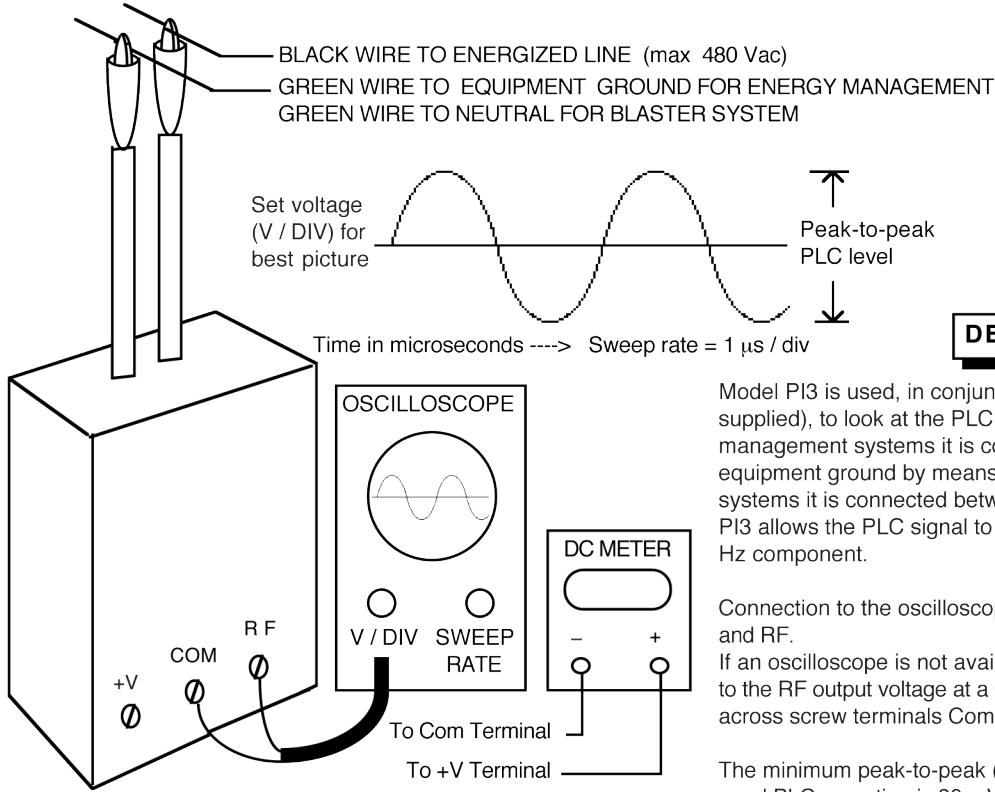 BLACK WIRE TO ENERGIZED LINE (max 480 Vac)
GREEN WIRE TO EQUIPMENT GROUND FOR ENERGY MANAGEMENT
GREEN WIRE TO NEUTRAL FOR BLASTER SYSTEM
Set voltage
(V / DIV) for
best picture
Peak-to-peak
PLC level
Time in microseconds ----> Sweep rate = 1 µs / div
OSCILLOSCOPE
V / DIV
SWEEP
RATE
DC METER
– +
R F
COM
+V
To Com Terminal
To +V Terminal
DE
Model PI3 is used, in conjun
supplied), to look at the PLC
management systems it is co
equipment ground by means
systems it is connected betw
PI3 allows the PLC signal to
Hz component.
Connection to the oscilloscop
and RF.
If an oscilloscope is not avai
to the RF output voltage at a
across screw terminals Com
The minimum peak-to-peak (